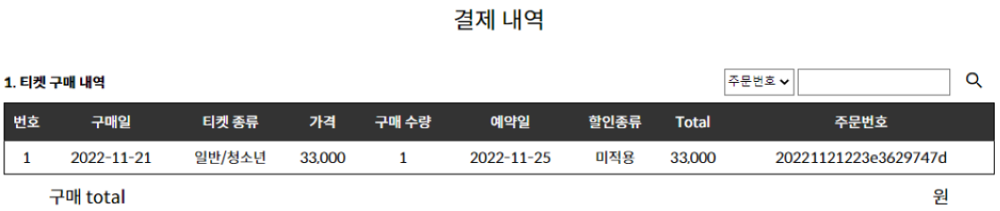 결제 내역
1. 티켓 구매 내역 주문번호
번호 구매일 티켓 종류 가격 구매 수량 예약일 할인종류 Total 주문번호
1 2022-11-21 일반/청소년 33,000 1 2022-11-25 미적용 33,000 20221121223e3629747d
구매 total 원